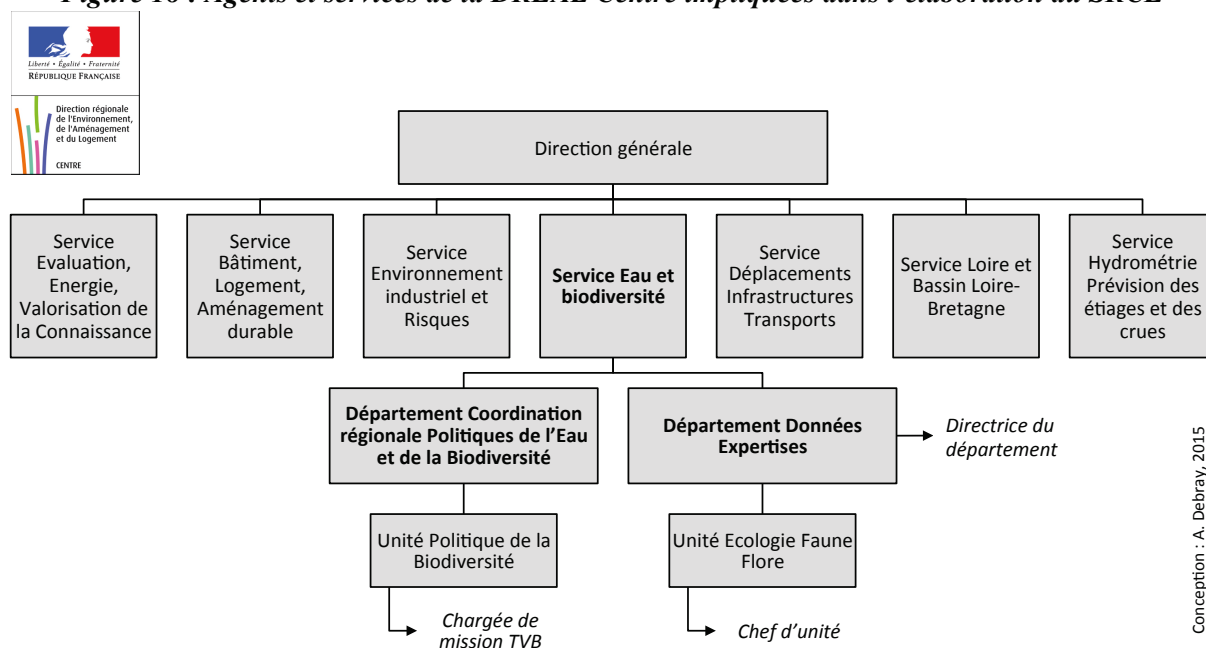 Figure 10 : Agents et services de la DREAL Centre impliquées dans l'élaboration du SRCE
Liberté • Égalité • Fraternité
RÉPUBLIQUE FRANÇAISE
Direction régionale
de l'Environnement,
de l'Aménagement
et du Logement
CENTRE
Direction générale
Service
Evaluation,
Energie,
Valorisation de
la Connaissance
Service
Bâtiment,
Logement,
Aménagement
durable
Service
Environnement
industriel et
Risques
Service Eau et
biodiversité
Service
Déplacements
Infrastructures
Transports
Service Loire et
Bassin Loire-
Bretagne
Service
Hydrométrie
Prévision des
étiages et des
crues
Département Coordination
régionale Politiques de l'Eau
et de la Biodiversité
Département Données
Expertises
Directrice du
département
Unité Politique de la
Biodiversité
Unité Ecologie Faune
Flore
Chargée de
mission TVB
Chef d'unité
Conception : A. Debray, 2015